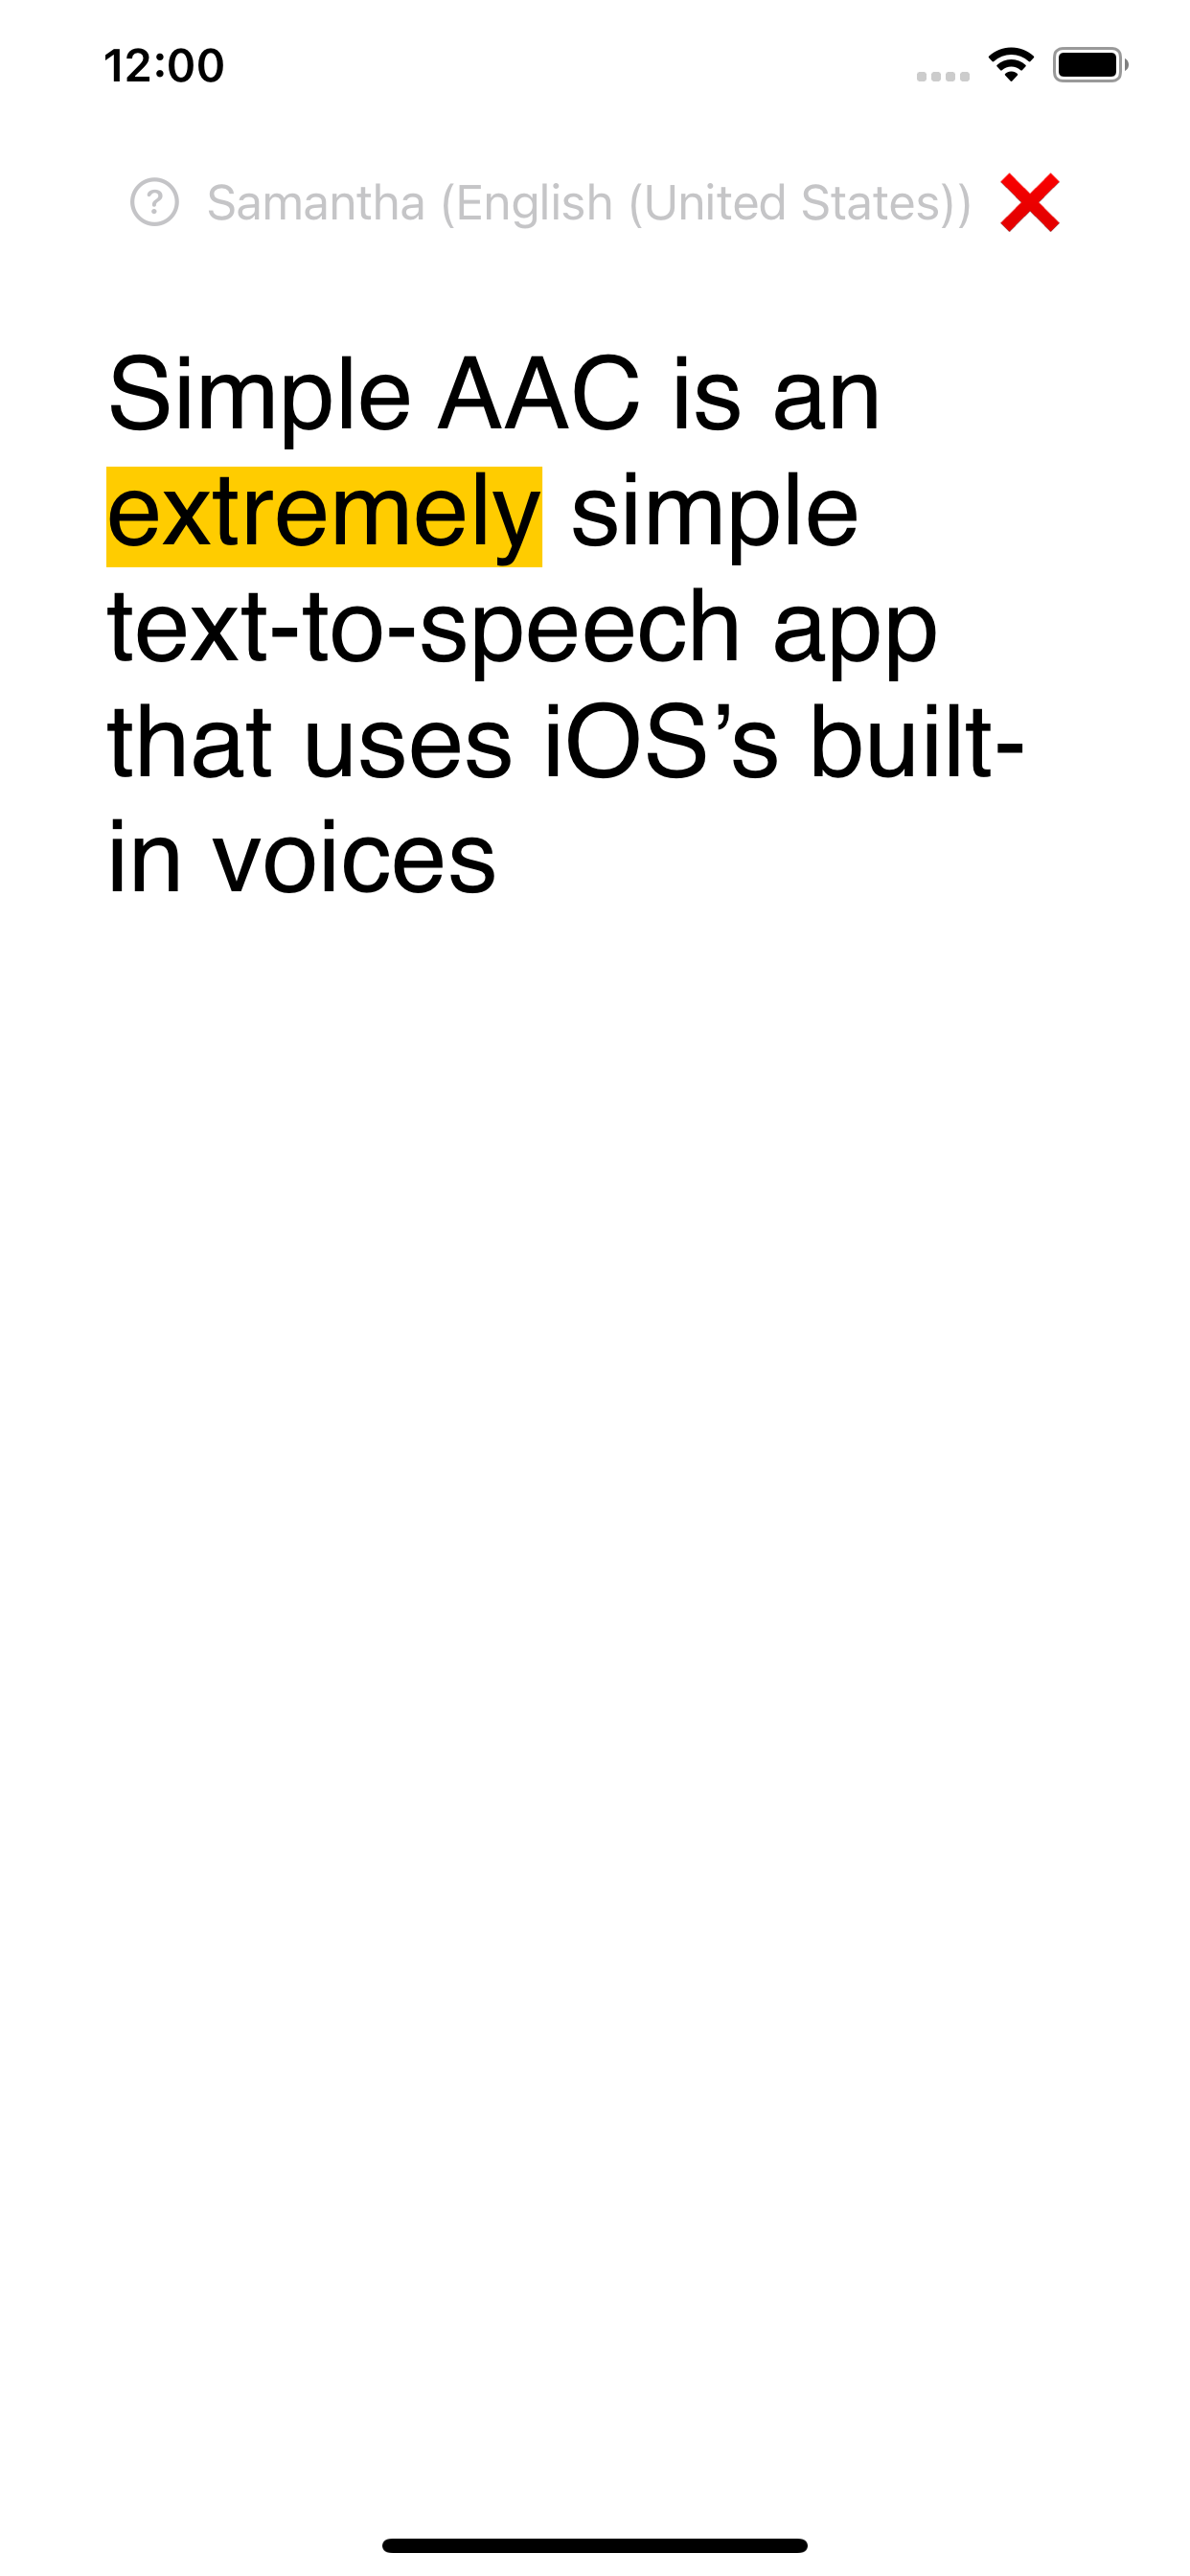 12:00
? Samantha (English (United States))
Simple AAC is an
extremely simple
text-to-speech app
that uses iOS’s built-
in voices